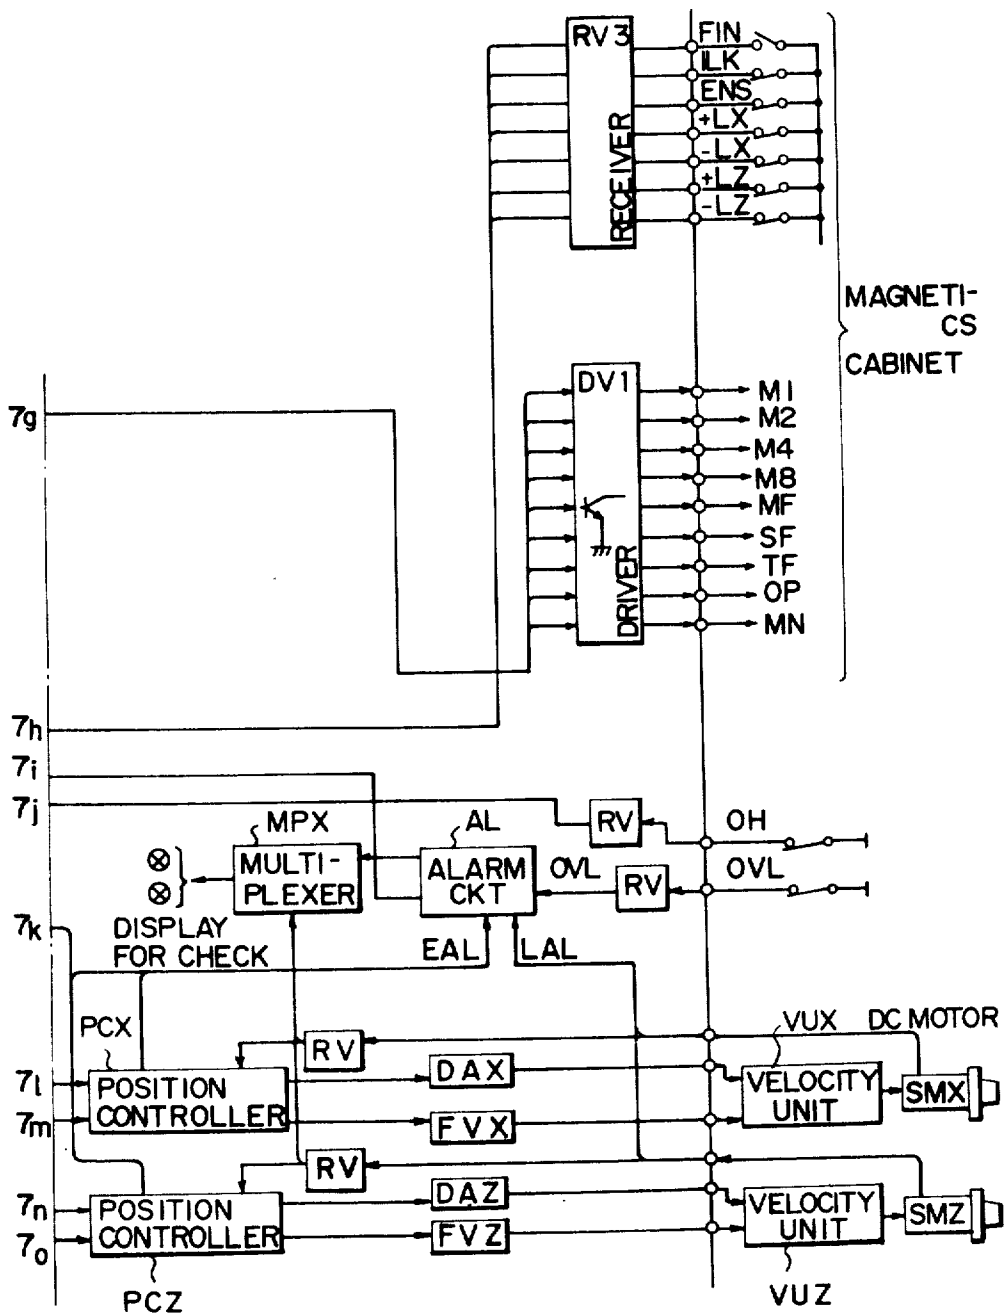 RV3
RECEIVER
FIN
ILK
ENS
+LX
-LX
+LZ
-LZ
MAGNETI-
CS
CABINET
7g
DV1
DRIVER
M1
M2
M4
M8
MF
SF
TF
OP
MN
7h
7i
7j
MPX
AL
RV
OH
MULTI-
PLEXER
ALARM
CKT
OVL
RV
OVL
7k
DISPLAY
FOR CHECK
EAL
LAL
PCX
RV
VUX
DC MOTOR
7l
POSITION
CONTROLLER
DAX
VELOCITY
UNIT
SMX
7m
FVX
RV
7n
POSITION
CONTROLLER
DAZ
VELOCITY
UNIT
SMZ
7o
FVZ
PCZ
VUZ